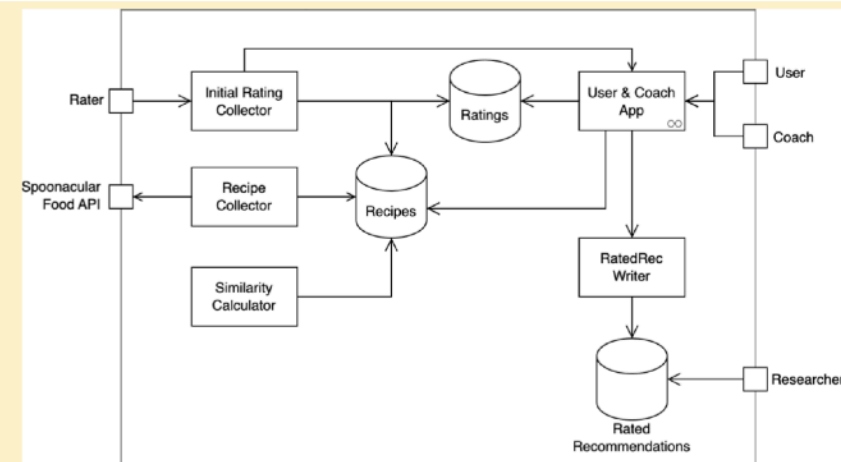 Rater
Initial Rating
Collector
Ratings
User & Coach
App
User
Coach
Spoonacular
Food API
Recipe
Collector
Recipes
Similarity
Calculator
RatedRec
Writer
Researcher
Rated
Recommendations